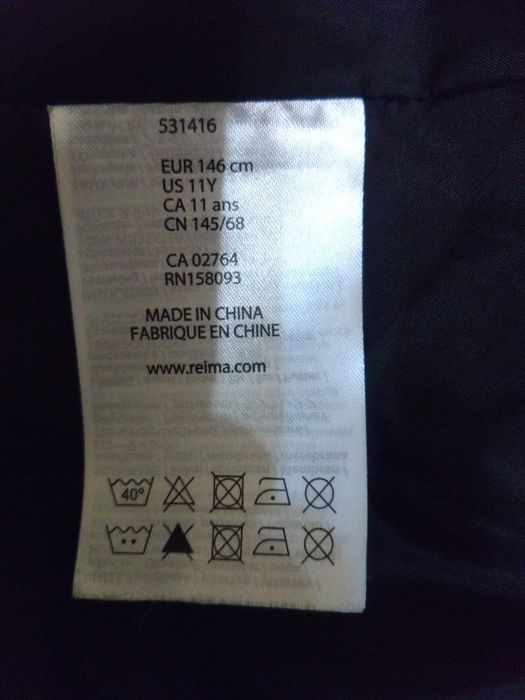 531416
EUR 146 cm
US 11Y
CA 11 ans
CN 145/68
CA 02764
RN158093
MADE IN CHINA
FABRIQUE EN CHINE
www.reima.com
40°